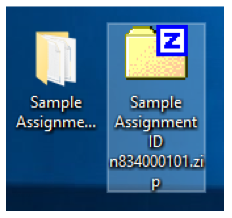 Z
Sample
Assignme...
Sample
Assignment
ID
n834000101.zi
p